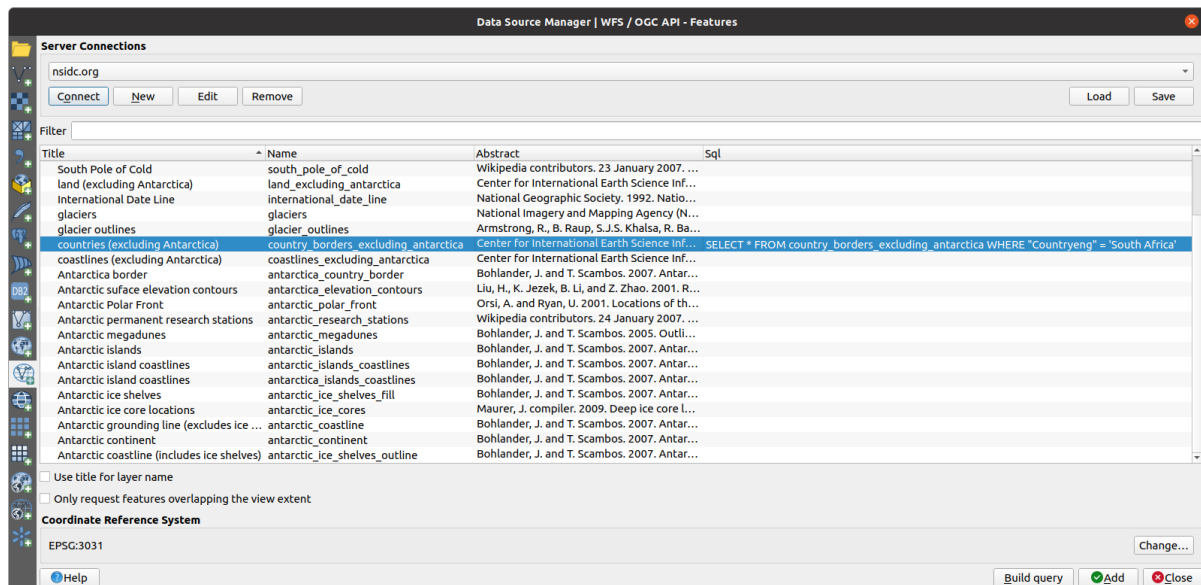 Data Source Manager | WFS / OGC API - Features
Server Connections
nsidc.org
Connect New Edit Remove Load Save
Filter
Title Name Abstract Sql
South Pole of Cold south_pole_of_cold Wikipedia contributors. 23 January 2007. ...
land (excluding Antarctica) land_excluding_antarctica Center for International Earth Science Inf...
International Date Line international_date_line National Geographic Society. 1992. Natio...
glaciers glaciers National Imagery and Mapping Agency (N...
glacier outlines glacier_outlines Armstrong, R., B. Raup, S.J.S. Khalsa, R. Ba...
countries (excluding Antarctica) country_borders_excluding_antarctica Center for International Earth Science Inf... SELECT * FROM country_borders_excluding_antarctica WHERE "Countryeng" = 'South Africa'
coastlines (excluding Antarctica) coastlines_excluding_antarctica Center for International Earth Science Inf...
Antarctica border antarctica_country_border Bohlander, J. and T. Scambos. 2007. Antar...
Antarctic suface elevation contours antarctica_elevation_contours Liu, H., K. Jezek, B. Li, and Z. Zhao. 2001. R...
Antarctic Polar Front antarctic_polar_front Orsi, A. and Ryan, U. 2001. Locations of th...
Antarctic permanent research stations antarctic_research_stations Wikipedia contributors. 24 January 2007. ...
Antarctic megadunes antarctic_megadunes Bohlander, J. and T. Scambos. 2005. Outli...
Antarctic islands antarctic_islands Bohlander, J. and T. Scambos. 2007. Antar...
Antarctic island coastlines antarctic_islands_coastlines Bohlander, J. and T. Scambos. 2007. Antar...
Antarctic island coastlines antarctica_islands_coastlines Bohlander, J. and T. Scambos. 2007. Antar...
Antarctic ice shelves antarctic_ice_shelves_fill Bohlander, J. and T. Scambos. 2007. Antar...
Antarctic ice core locations antarctic_ice_cores Maurer, J. compiler. 2009. Deep ice core l...
Antarctic grounding line (excludes ice ... antarctic_coastline Bohlander, J. and T. Scambos. 2007. Antar...
Antarctic continent antarctic_continent Bohlander, J. and T. Scambos. 2007. Antar...
Antarctic coastline (includes ice shelves) antarctic_ice_shelves_outline Bohlander, J. and T. Scambos. 2007. Antar...
DB2
Use title for layer name
Only request features overlapping the view extent
Coordinate Reference System
EPSG:3031 Change...
Help Build query Add Close